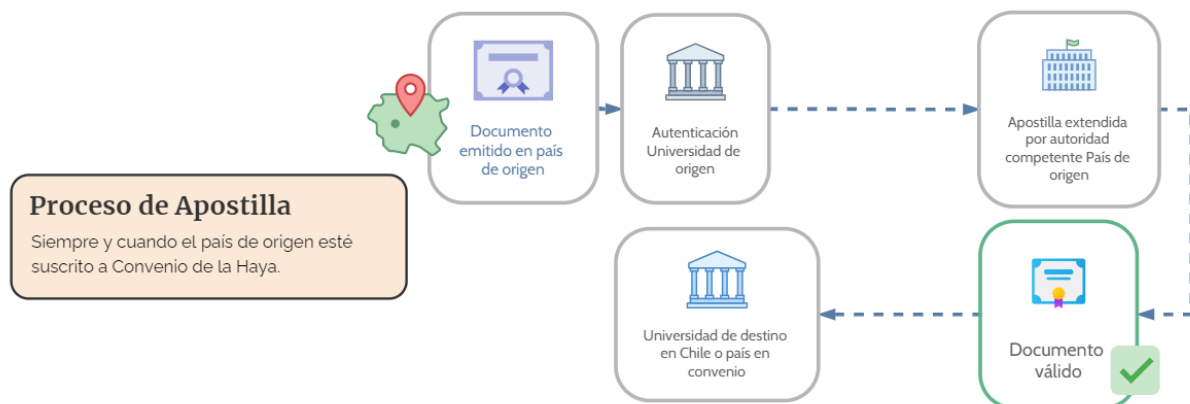 Documento
emitido en país
de origen
Autenticación
Universidad de
origen
Apostilla extendida
por autoridad
competente País de
origen
Proceso de Apostilla
Siempre y cuando el país de origen esté
suscrito a Convenio de la Haya.
Universidad de destino
en Chile o país en
convenio
Documento
válido